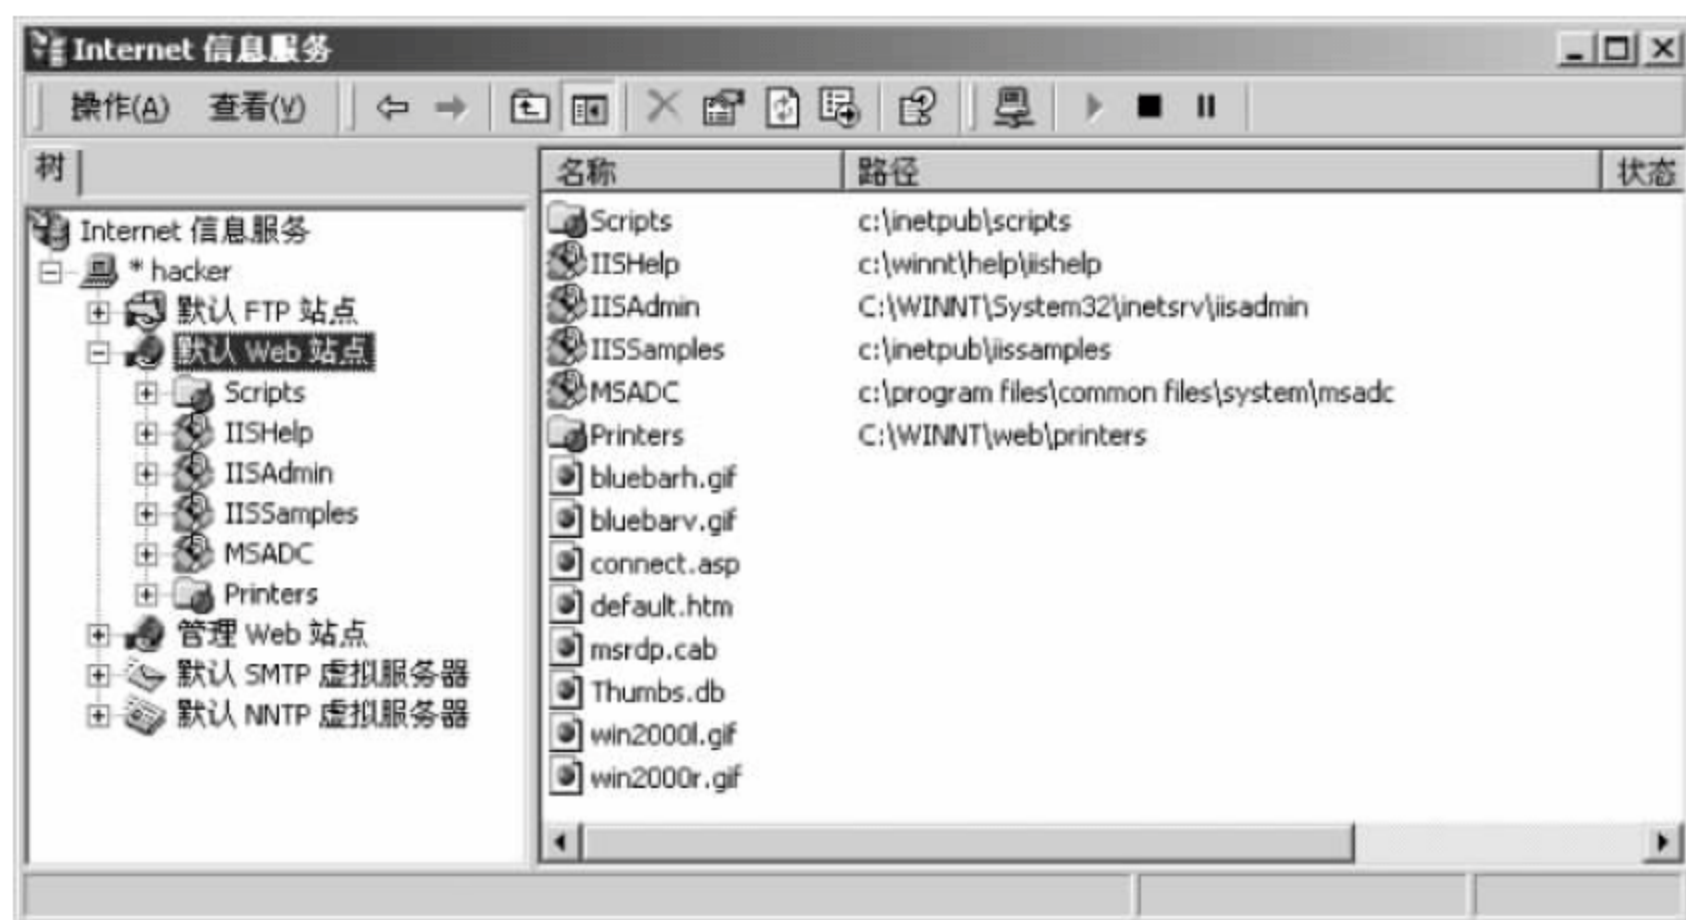 Internet 信息服务
操作(A) 查看(V)
树
Internet 信息服务
* hacker
默认 FTP 站点
默认 Web 站点
Scripts
IISHelp
IISAdmin
IISSamples
MSADC
Printers
管理 Web 站点
默认 SMTP 虚拟服务器
默认 NNTP 虚拟服务器
名称 路径 状态
Scripts c:\inetpub\scripts
IISHelp c:\winnt\help\iishelp
IISAdmin C:\WINNT\System32\inetsrv\iisadmin
IISSamples c:\inetpub\iissamples
MSADC c:\program files\common files\system\msadc
Printers C:\WINNT\web\printers
bluebarh.gif
bluebarv.gif
connect.asp
default.htm
msrdp.cab
Thumbs.db
win2000l.gif
win2000r.gif